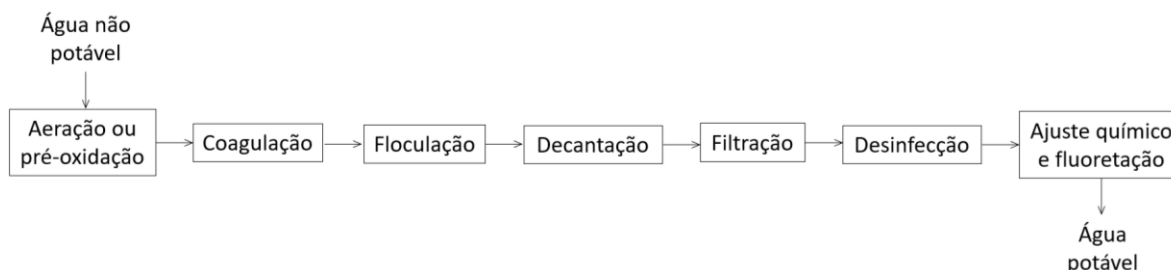 Água não
potável
Aeração ou
pré-oxidação
Coagulação
Floculação
Decantação
Filtração
Desinfecção
Ajuste químico
e fluoretação
Água
potável